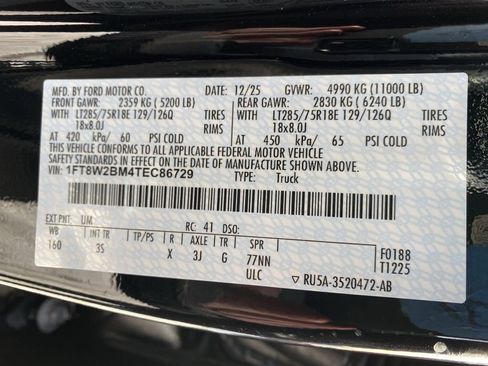 MFD. BY FORD MOTOR CO. 12/25 GVWR: 4990 KG (11000 LB)
FRONT GAWR: 2359 KG (5200 LB) REAR GAWR: 2830 KG (6240 LB)
WITH LT285/75R18E 129/126Q TIRES WITH LT285/75R18E 129/126Q TIRES
18x8.0J RIMS 18x8.0J RIMS
AT 420 kPa/ 60 PSI COLD AT 450 kPa/ 65 PSI COLD
THIS VEHICLE CONFORMS TO ALL APPLICABLE FEDERAL MOTOR VEHICLE
SAFETY STANDARDS IN EFFECT ON THE DATE OF MANUFACTURE SHOWN ABOVE.
VIN: 1FT8W2BM4TEC86729 TYPE: Truck
EXT PNT: UM RC: 41 DSO:
WB INT TR TP/PS R AXLE TR SPR
160 3S X 3J G 77NN
ULC
F0188
T1225
▼ RU5A-3520472-AB